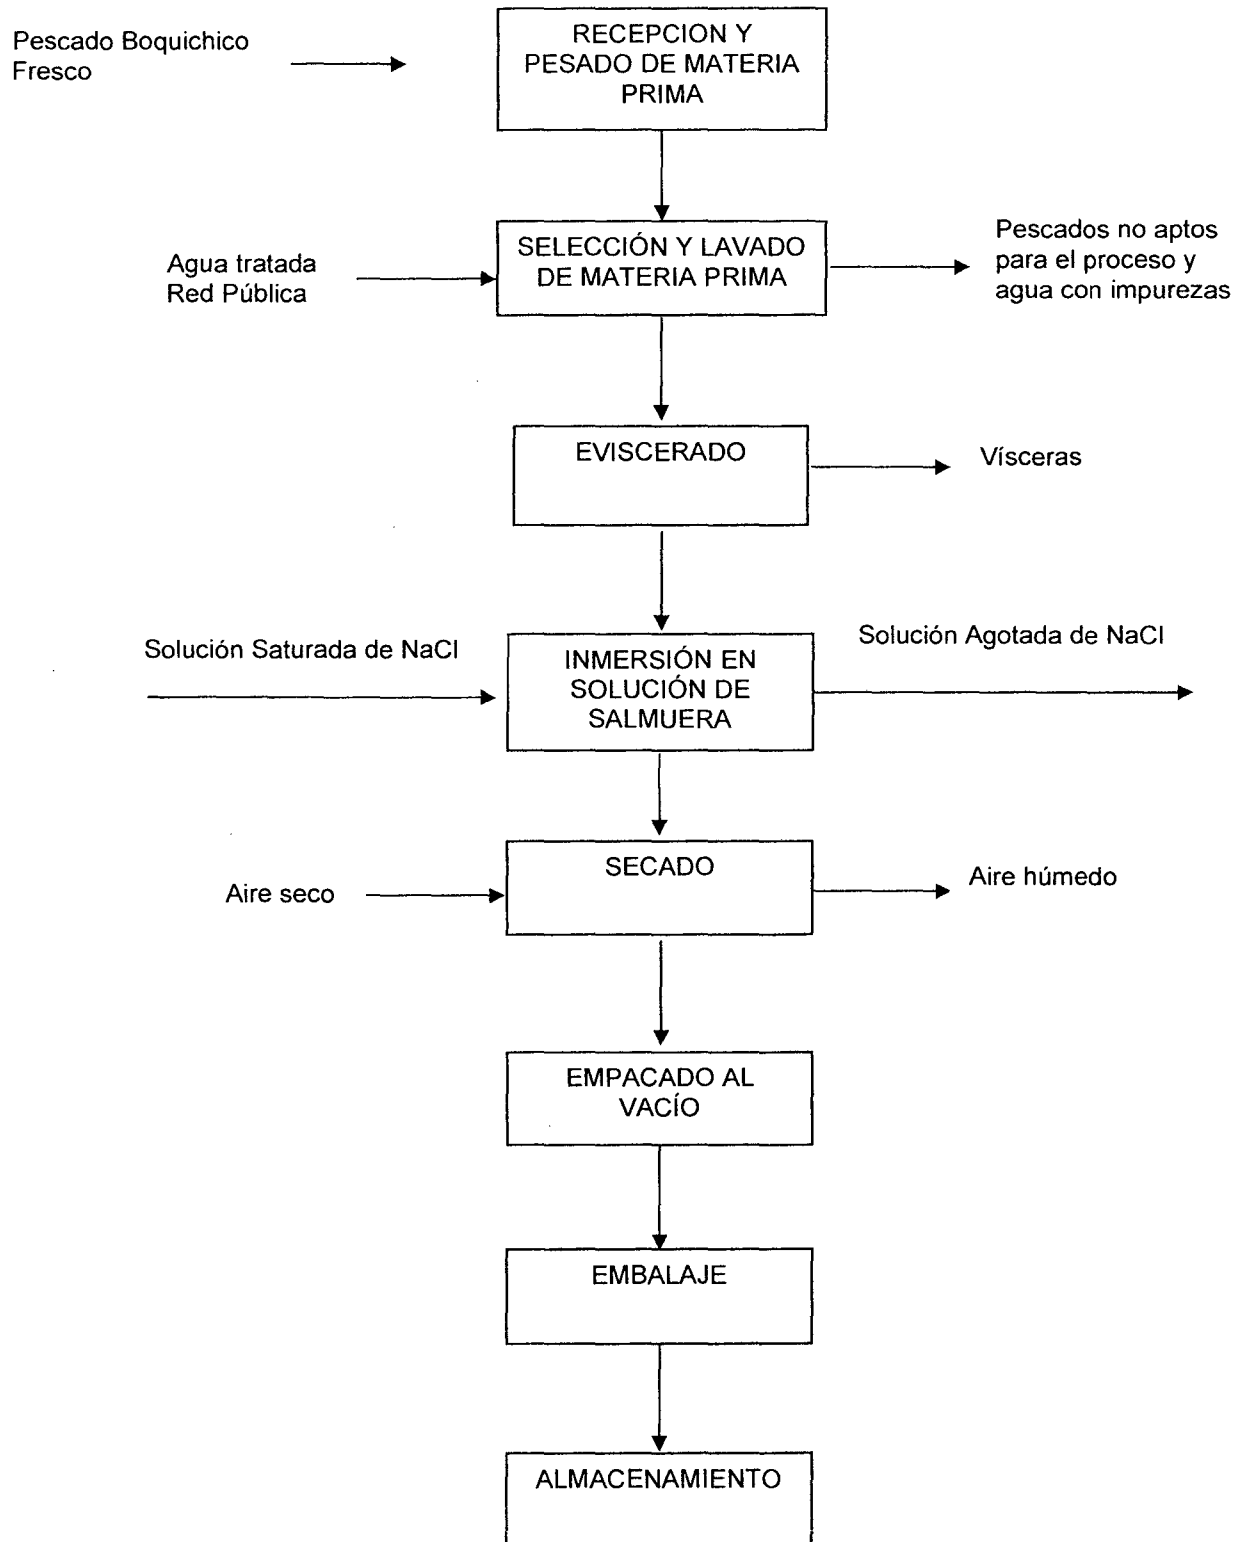 Pescado Boquichico
Fresco
RECEPCION Y
PESADO DE MATERIA
PRIMA
Agua tratada
Red Pública
SELECCIÓN Y LAVADO
DE MATERIA PRIMA
Pescados no aptos
para el proceso y
agua con impurezas
EVISCERADO
Vísceras
Solución Saturada de NaCl
INMERSIÓN EN
SOLUCIÓN DE
SALMUERA
Solución Agotada de NaCl
Aire seco
SECADO
Aire húmedo
EMPACADO AL
VACÍO
EMBALAJE
ALMACENAMIENTO